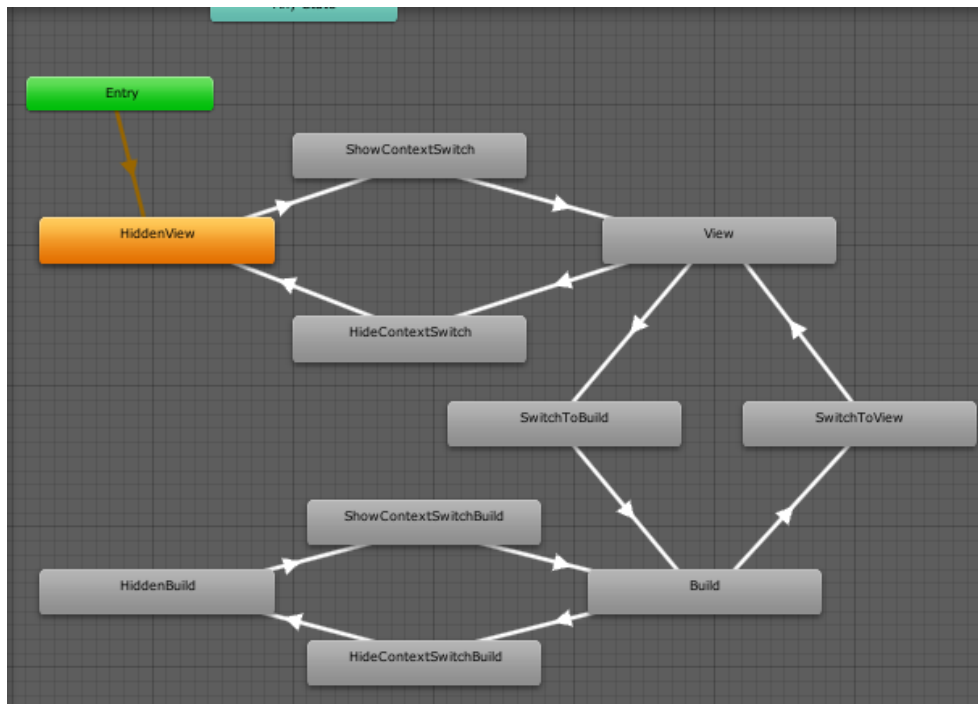 Entry
ShowContextSwitch
HiddenView
View
HideContextSwitch
SwitchToBuild
SwitchToView
ShowContextSwitchBuild
HiddenBuild
Build
HideContextSwitchBuild